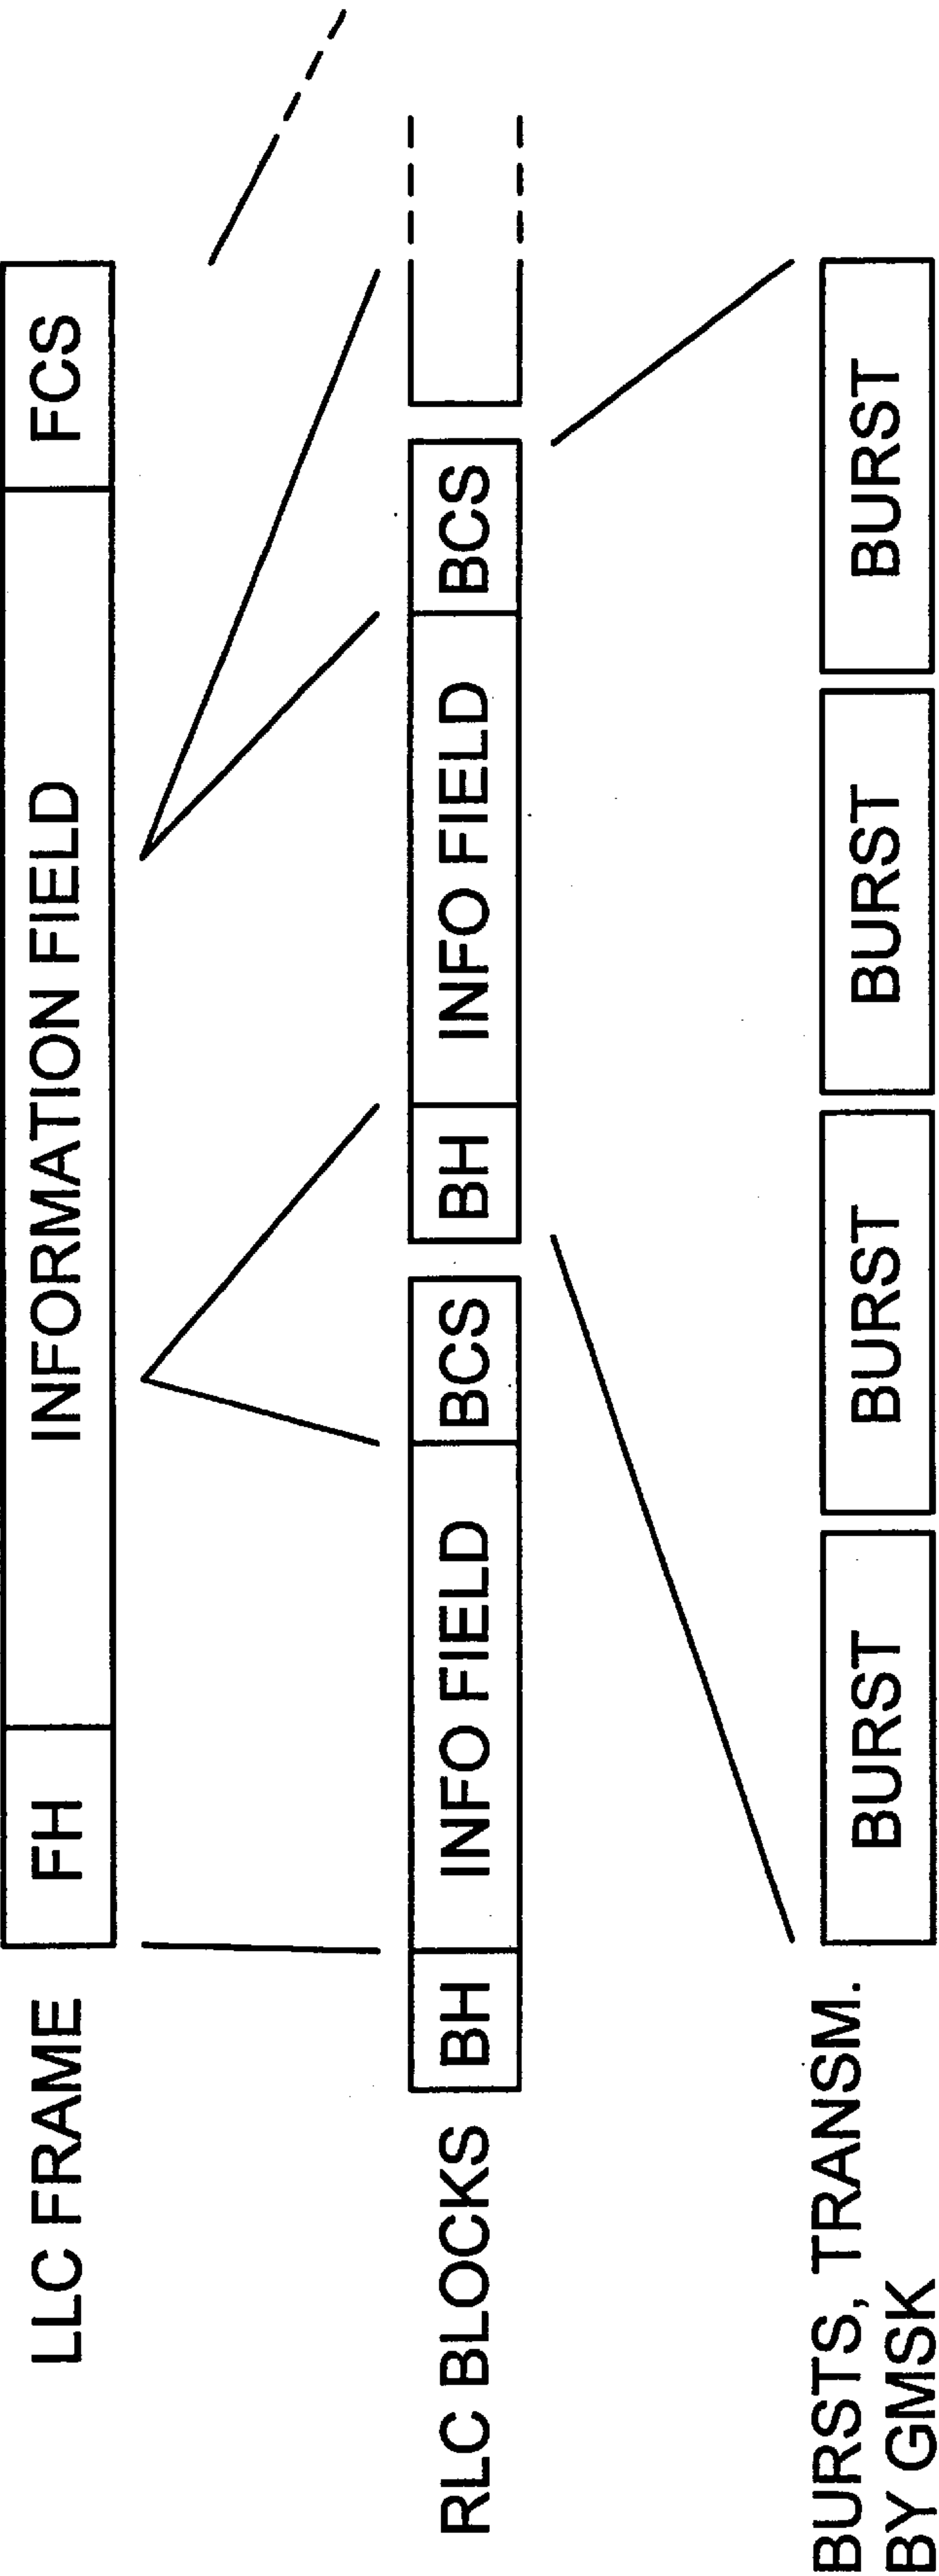 LLC FRAME
FH
INFORMATION FIELD
FCS
RLC BLOCKS
BH
INFO FIELD
BCS
BH
INFO FIELD
BCS
BURSTS, TRANSM.
BY GMSK
BURST
BURST
BURST
BURST